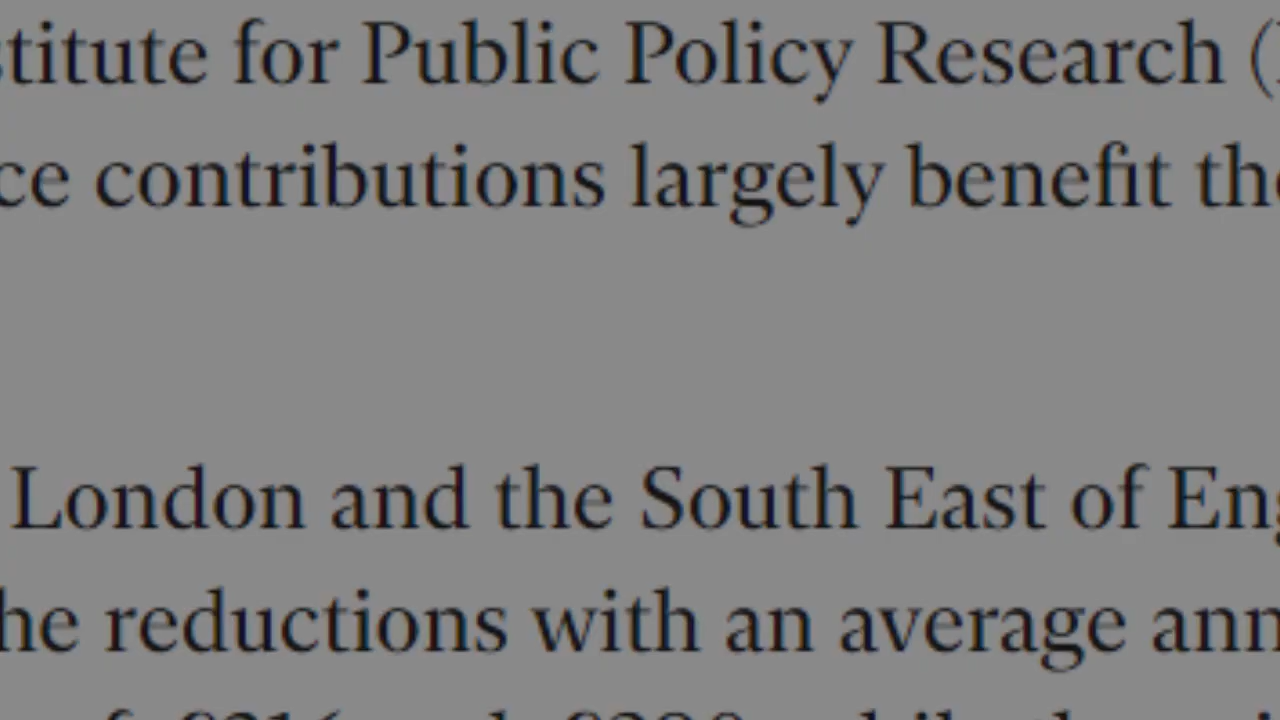 stitute for Public Policy Research (
ce contributions largely benefit the
London and the South East of Eng
he reductions with an average ann